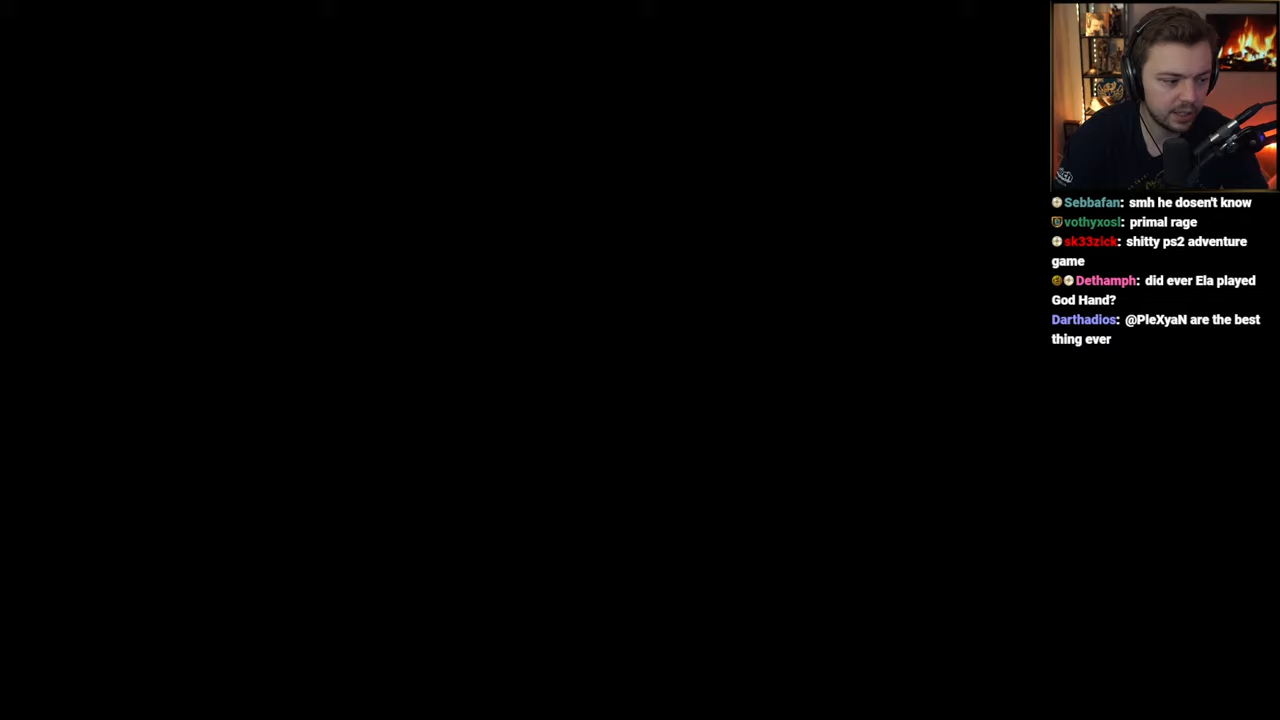 Sebbafan: smh he dosen't know
vothyxosl: primal rage
sk33zick: shitty ps2 adventure
game
Dethamph: did ever Ela played
God Hand?
Darthadios: @PleXyaN are the best
thing ever